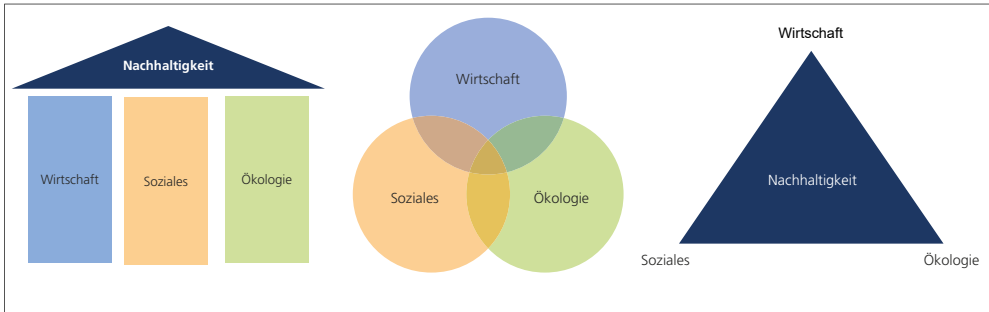 Nachhaltigkeit
Wirtschaft
Soziales
Ökologie
Wirtschaft
Soziales
Ökologie
Wirtschaft
Nachhaltigkeit
Soziales
Ökologie